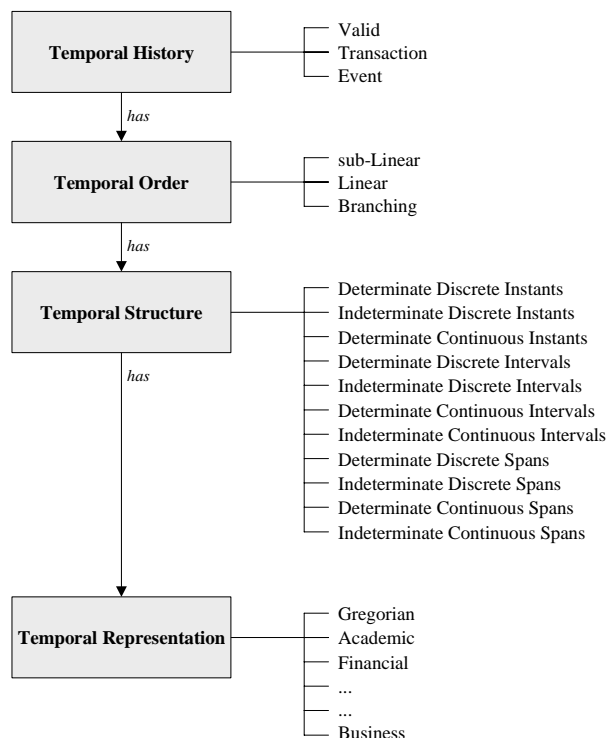 Temporal History
Valid
Transaction
Event
has
Temporal Order
sub-Linear
Linear
Branching
has
Temporal Structure
Determinate Discrete Instants
Indeterminate Discrete Instants
Determinate Continuous Instants
Determinate Discrete Intervals
Indeterminate Discrete Intervals
Determinate Continuous Intervals
Indeterminate Continuous Intervals
Determinate Discrete Spans
Indeterminate Discrete Spans
Determinate Continuous Spans
Indeterminate Continuous Spans
has
Temporal Representation
Gregorian
Academic
Financial
...
...
Business